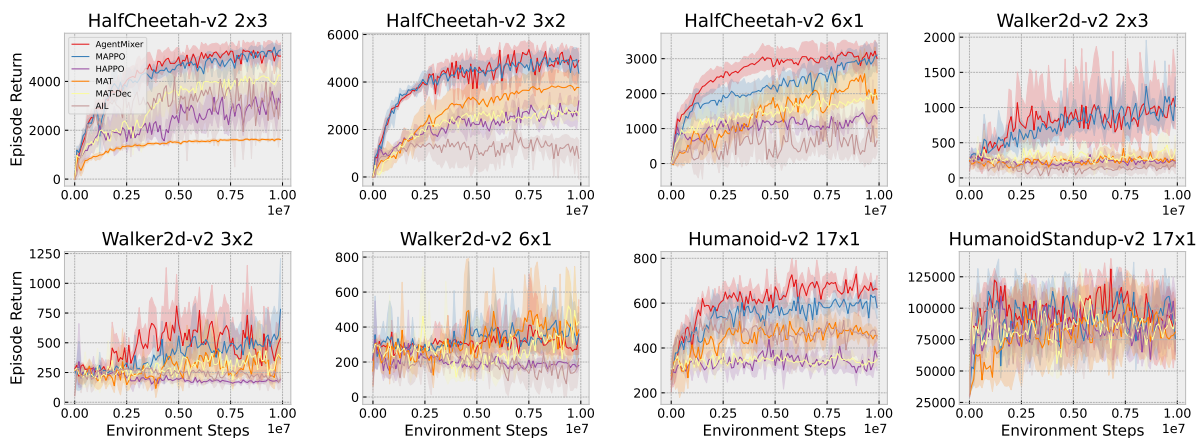 HalfCheetah-v2 2x3
HalfCheetah-v2 3x2
HalfCheetah-v2 6x1
Walker2d-v2 2x3
Episode Return
4000
2000
0
AgentMixer
MAPPO
HAPPO
MAT
MAT-Dec
AIL
0.00 0.25 0.50 0.75 1.00
1e7
6000
4000
2000
0
0.00 0.25 0.50 0.75 1.00
1e7
3000
2000
1000
0
0.00 0.25 0.50 0.75 1.00
1e7
2000
1500
1000
500
0
0.00 0.25 0.50 0.75 1.00
1e7
Walker2d-v2 3x2
Walker2d-v2 6x1
Humanoid-v2 17x1
HumanoidStandup-v2 17x1
Episode Return
1250
1000
750
500
250
0
0.00 0.25 0.50 0.75 1.00
Environment Steps 1e7
800
600
400
200
0
0.00 0.25 0.50 0.75 1.00
Environment Steps 1e7
800
600
400
200
0.00 0.25 0.50 0.75 1.00
Environment Steps 1e7
125000
100000
75000
50000
25000
0.00 0.25 0.50 0.75 1.00
Environment Steps 1e7